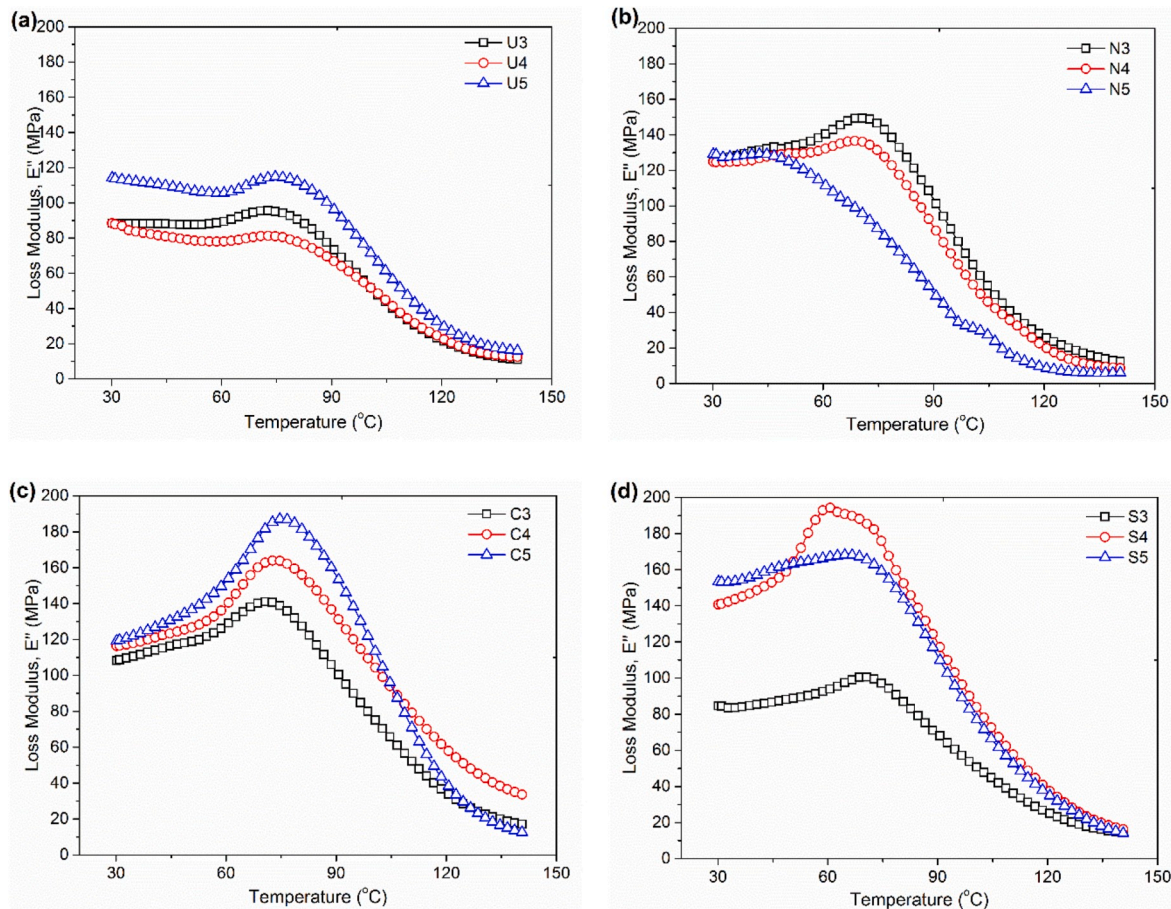 (a)
200
180
160
140
120
100
80
60
40
20
0
30 60 90 120 150
Loss Modulus, E" (MPa)
Temperature (°C)
U3
U4
U5
(b)
200
180
160
140
120
100
80
60
40
20
0
30 60 90 120 150
Loss Modulus, E" (MPa)
Temperature (°C)
N3
N4
N5
(c)
200
180
160
140
120
100
80
60
40
20
0
30 60 90 120 150
Loss Modulus, E" (MPa)
Temperature (°C)
C3
C4
C5
(d)
200
180
160
140
120
100
80
60
40
20
0
30 60 90 120 150
Loss Modulus, E" (MPa)
Temperature (°C)
S3
S4
S5